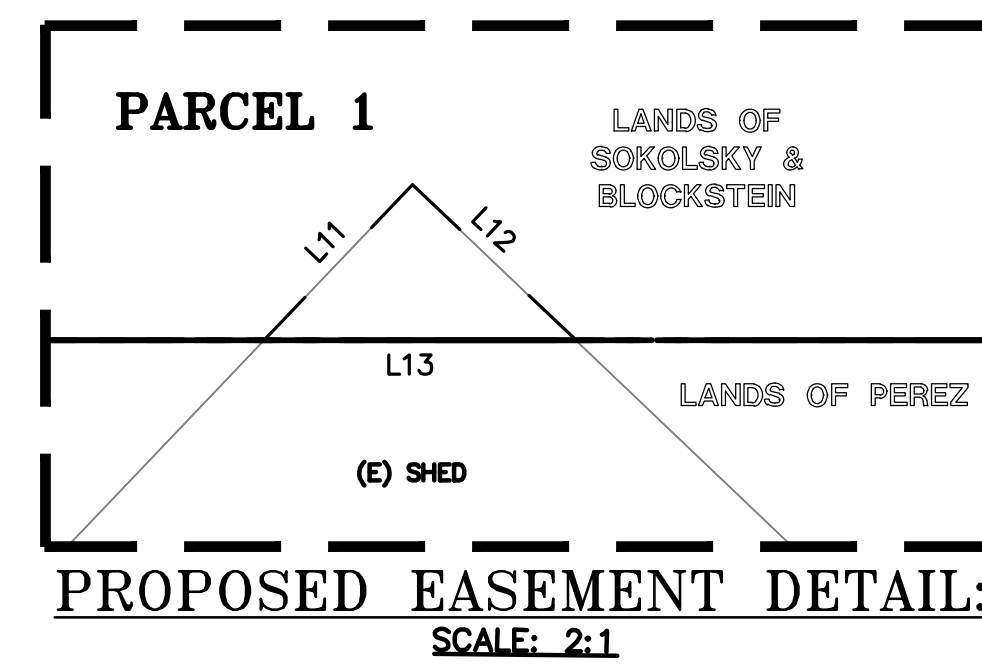 PARCEL 1
LANDS OF
SOKOLSKY &
BLOCKSTEIN
L11
L12
L13
LANDS OF PEREZ
(E) SHED
PROPOSED EASEMENT DETAIL:
SCALE: 2:1